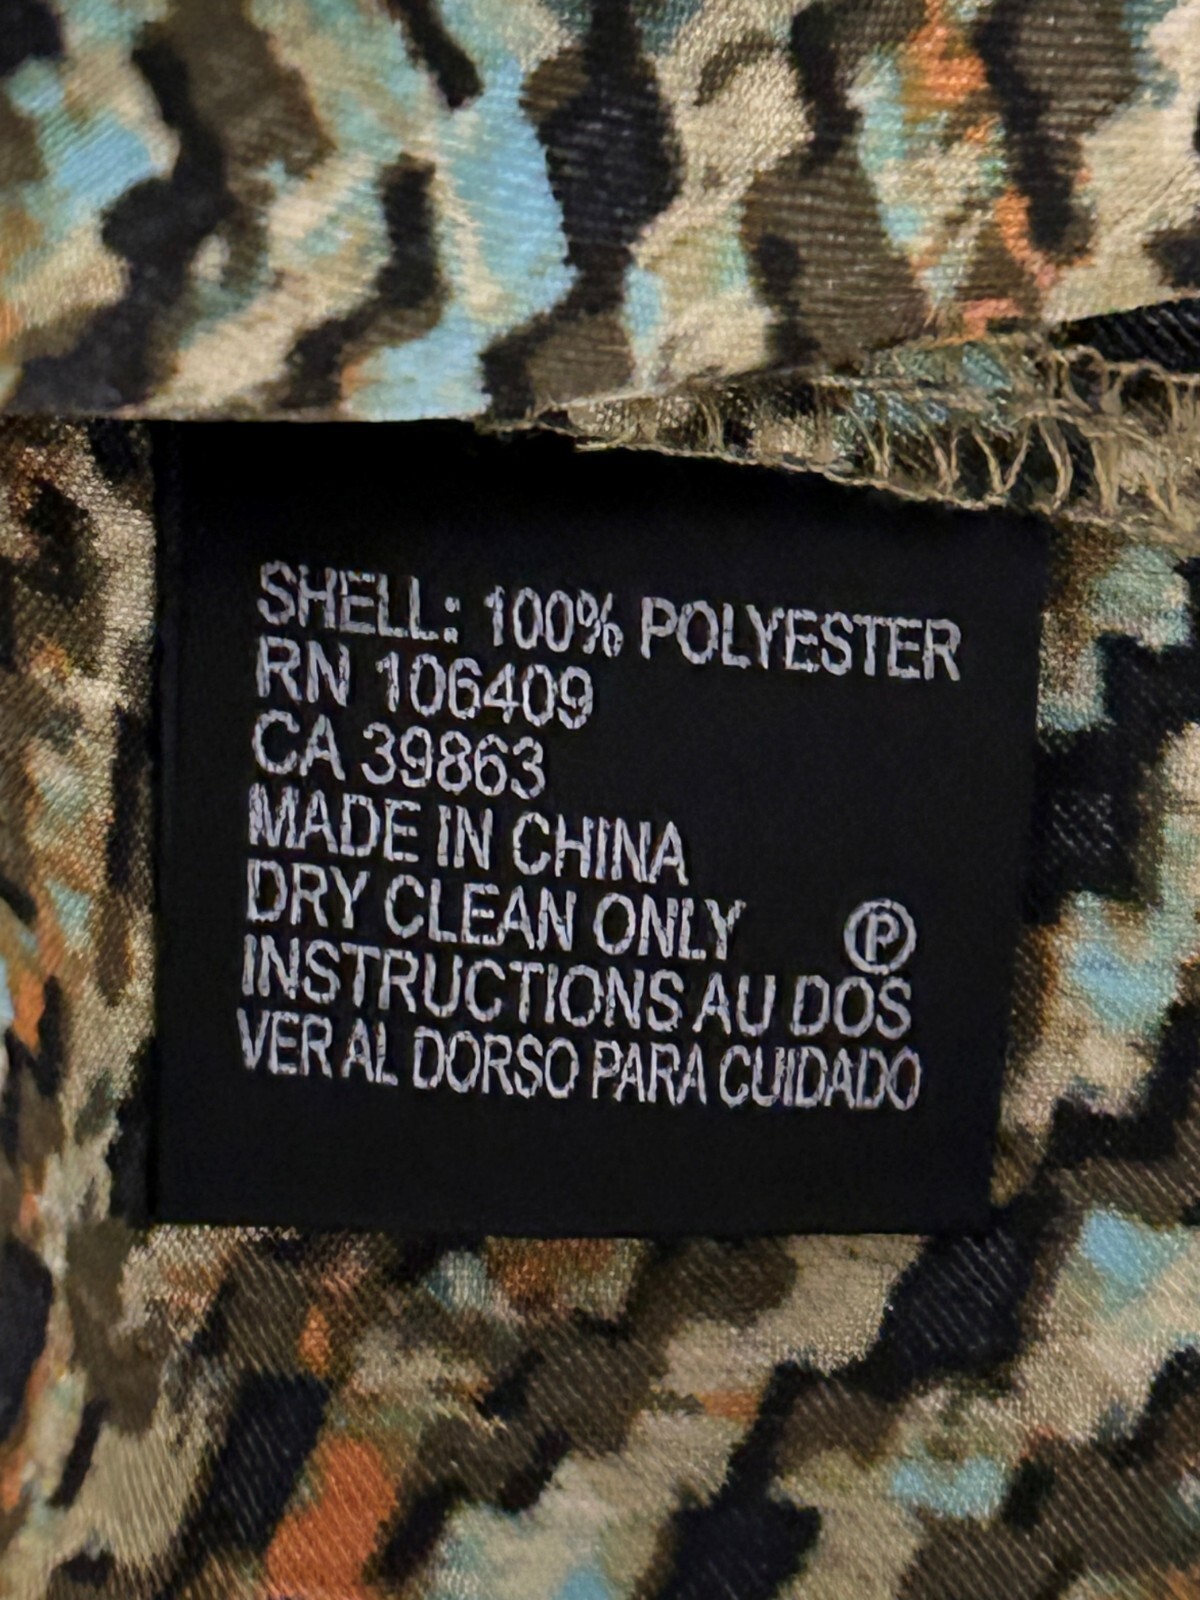 SHELL: 100% POLYESTER
RN 106409
CA 39863
MADE IN CHINA
DRY CLEAN ONLY Ⓟ
INSTRUCTIONS AU DOS
VER AL DORSO PARA CUIDADO